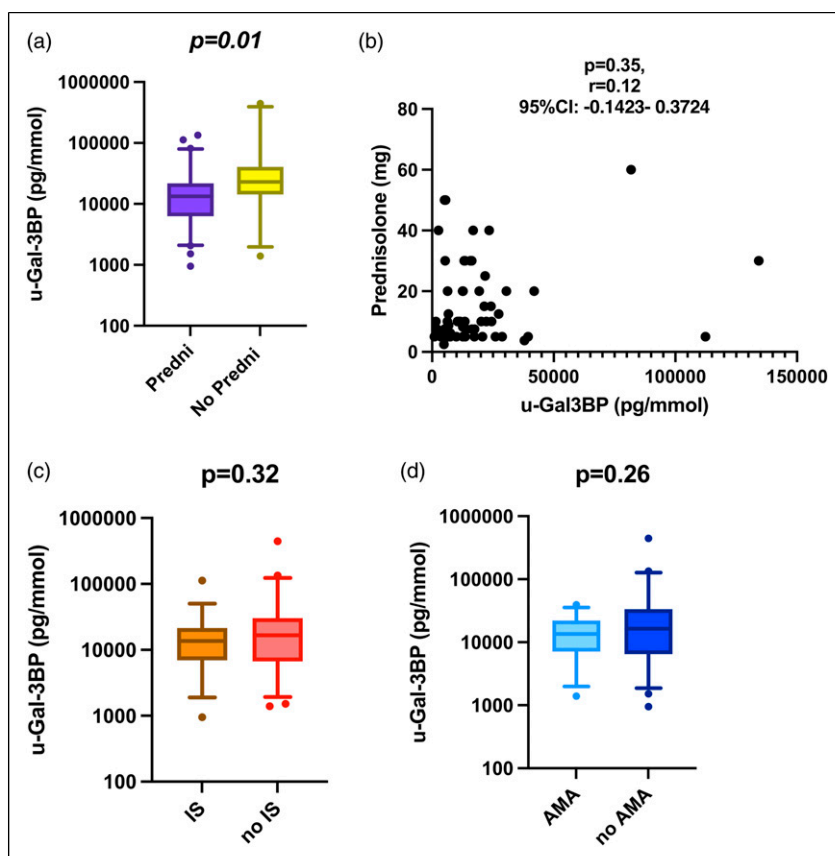 (a)
p=0.01
1000000
100000
10000
1000
100
u-Gal-3BP (pg/mmol)
Predni
No Predni
(b)
p=0.35,
r=0.12
95%CI: -0.1423- 0.3724
80
60
40
20
0
Prednisolone (mg)
0
50000
100000
150000
u-Gal3BP (pg/mmol)
(c)
p=0.32
1000000
100000
10000
1000
100
u-Gal-3BP (pg/mmol)
IS
no IS
(d)
p=0.26
1000000
100000
10000
1000
100
u-Gal-3BP (pg/mmol)
AMA
no AMA